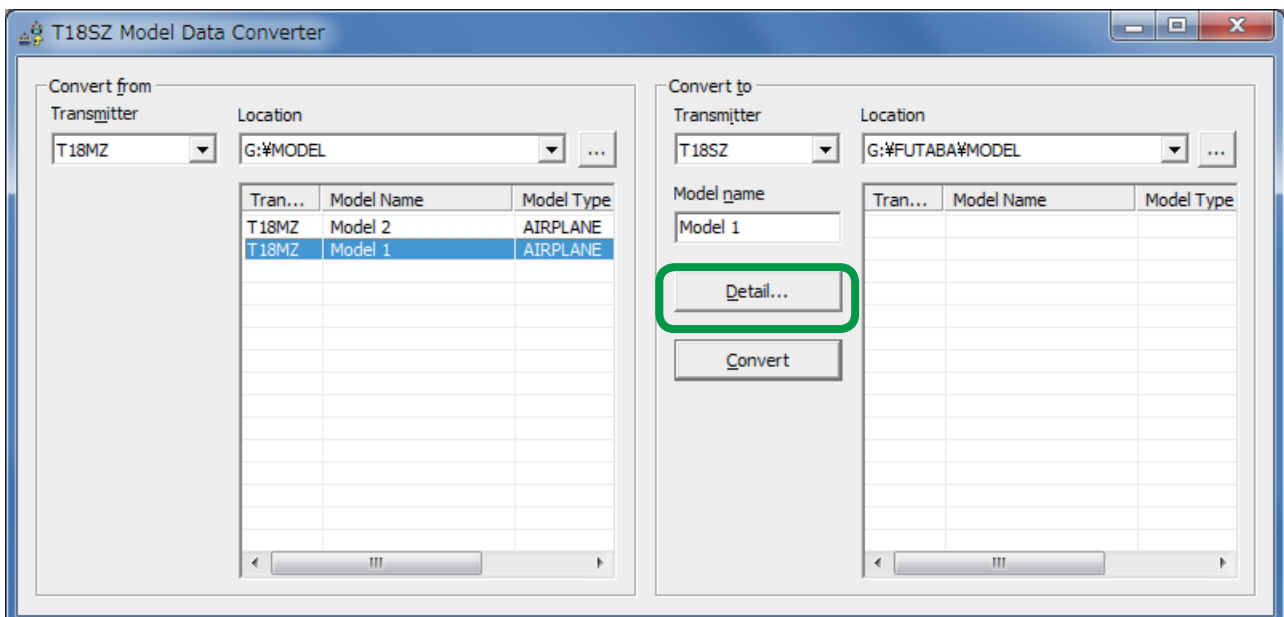 T18SZ Model Data Converter
Convert from
Transmitter
Location
T18MZ
G:¥MODEL
...
Tran... Model Name Model Type
T18MZ Model 2 AIRPLANE
T18MZ Model 1 AIRPLANE
Convert to
Transmitter
Location
T18SZ
G:¥FUTABA¥MODEL
...
Model name
Model 1
Detail...
Convert
Tran... Model Name Model Type